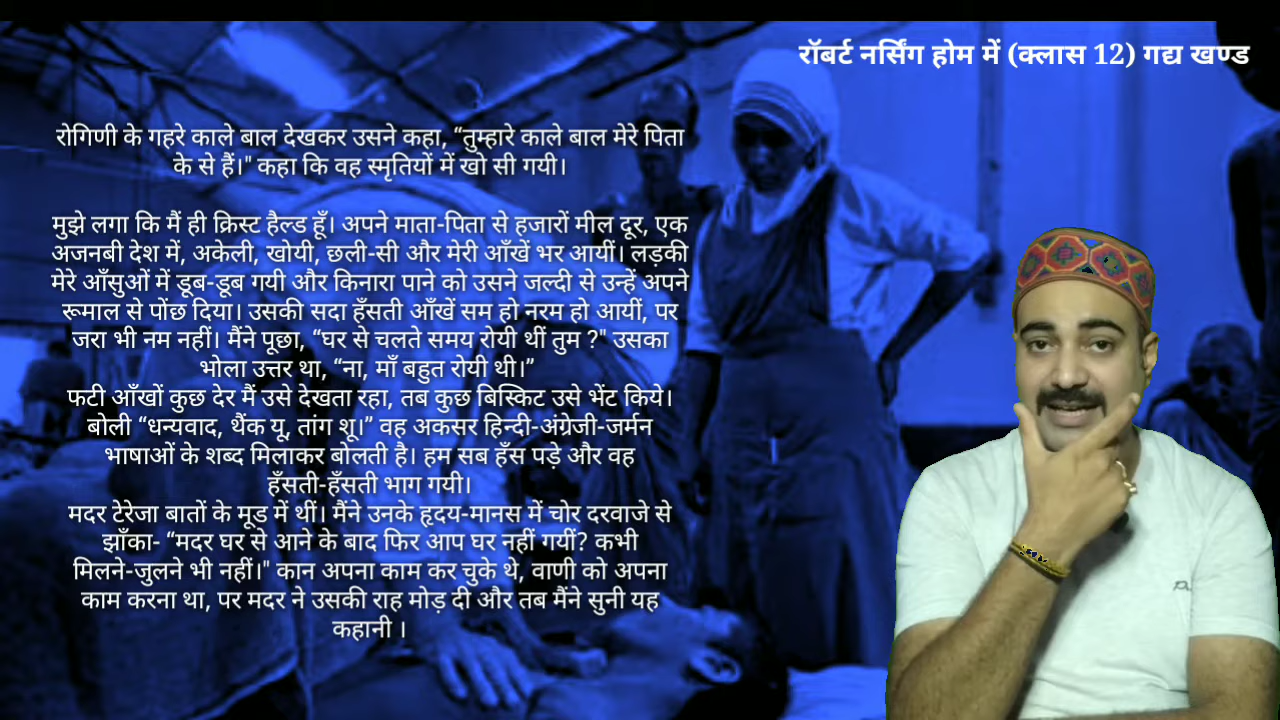 रॉबर्ट नर्सिंग होम में (क्लास 12) गद्य खण्ड
रोगिणी के गहरे काले बाल देखकर उसने कहा, “तुम्हारे काले बाल मेरे पिता
के से हैं।" कहा कि वह स्मृतियों में खो सी गयी।
मुझे लगा कि मैं ही क्रिस्ट हैल्ड हूँ। अपने माता-पिता से हजारों मील दूर, एक
अजनबी देश में, अकेली, खोयी, छली-सी और मेरी आँखें भर आयीं। लड़की
मेरे आँसुओं में डूब-डूब गयी और किनारा पाने को उसने जल्दी से उन्हें अपने
रूमाल से पोंछ दिया। उसकी सदा हँसती आँखें सम हो नरम हो आयीं, पर
जरा भी नम नहीं। मैंने पूछा, “घर से चलते समय रोयी थीं तुम ?" उसका
भोला उत्तर था, “ना, माँ बहुत रोयी थी।”
फटी आँखों कुछ देर मैं उसे देखता रहा, तब कुछ बिस्किट उसे भेंट किये।
बोली “धन्यवाद, थैंक यू, तांग शू।” वह अकसर हिन्दी-अंग्रेजी-जर्मन
भाषाओं के शब्द मिलाकर बोलती है। हम सब हँस पड़े और वह
हँसती-हँसती भाग गयी।
मदर टेरेजा बातों के मूड में थीं। मैंने उनके हृदय-मानस में चोर दरवाजे से
झाँका- “मदर घर से आने के बाद फिर आप घर नहीं गयीं? कभी
मिलने-जुलने भी नहीं।" कान अपना काम कर चुके थे, वाणी को अपना
काम करना था, पर मदर ने उसकी राह मोड़ दी और तब मैंने सुनी यह
कहानी ।